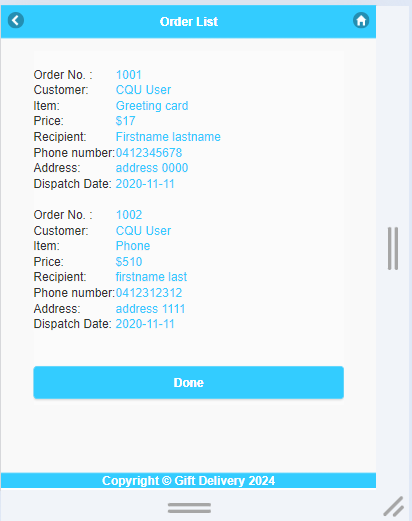 Order List
Order No. : 1001
Customer: CQU User
Item: Greeting card
Price: $17
Recipient: Firstname lastname
Phone number:0412345678
Address: address 0000
Dispatch Date: 2020-11-11
Order No. : 1002
Customer: CQU User
Item: Phone
Price: $510
Recipient: firstname last
Phone number:0412312312
Address: address 1111
Dispatch Date: 2020-11-11
Done
Copyright © Gift Delivery 2024